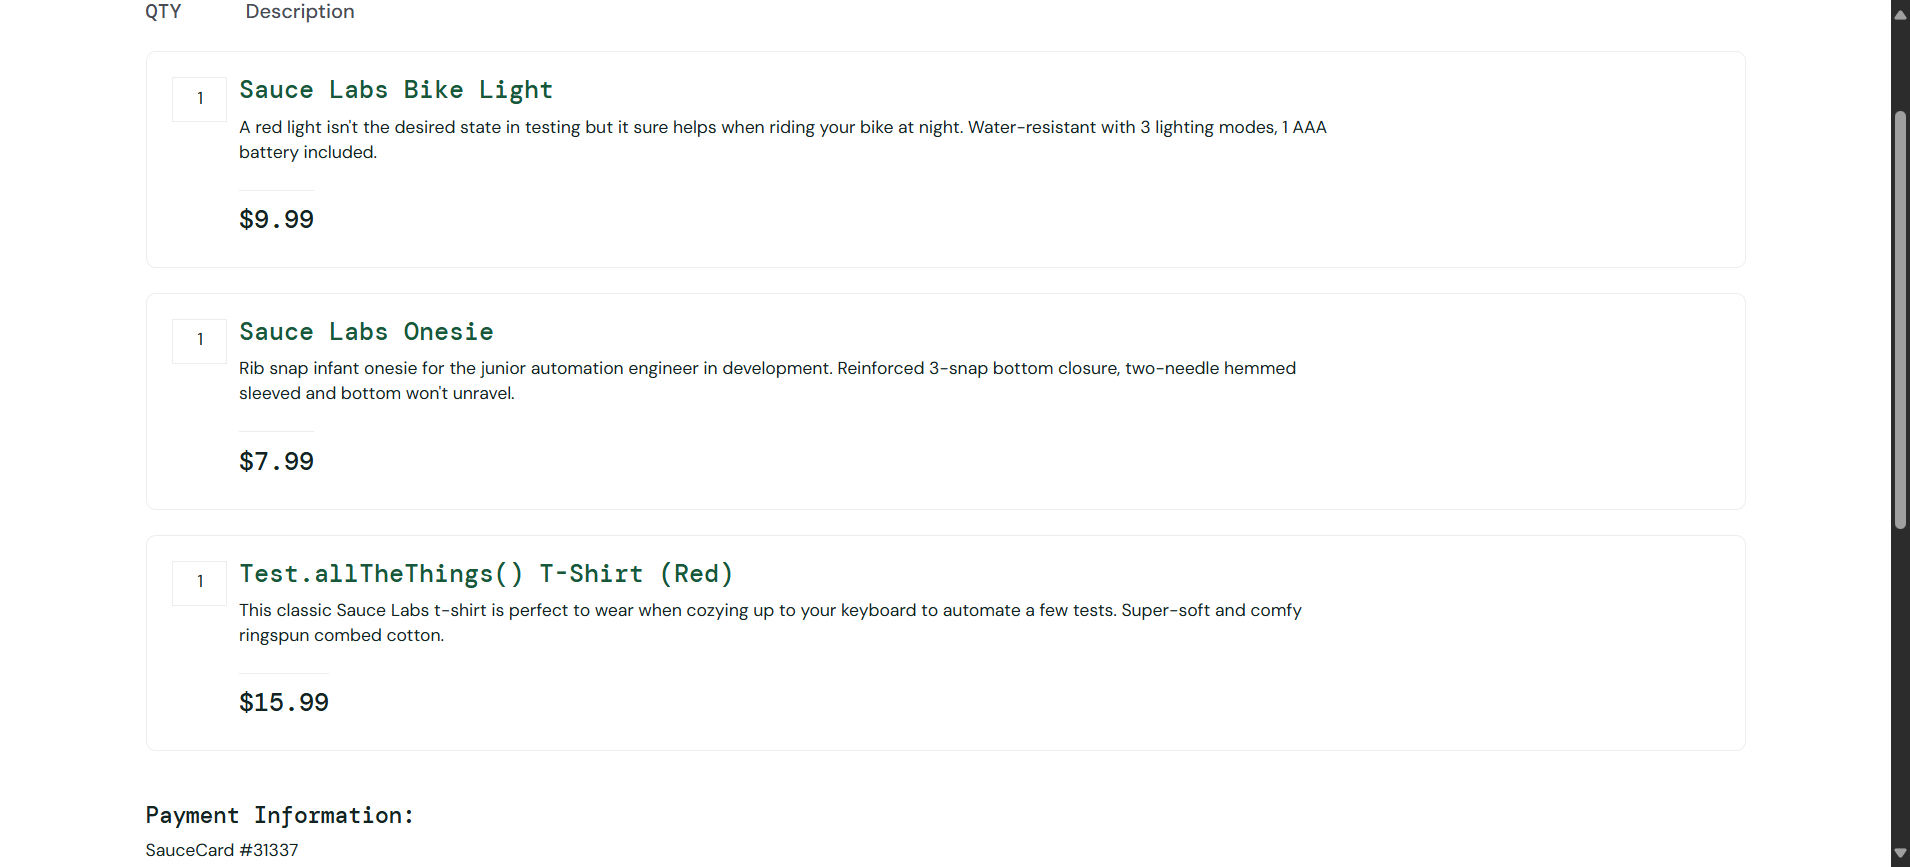 QTY Description
1 Sauce Labs Bike Light
A red light isn't the desired state in testing but it sure helps when riding your bike at night. Water-resistant with 3 lighting modes, 1 AAA
battery included.
$9.99
1 Sauce Labs Onesie
Rib snap infant onesie for the junior automation engineer in development. Reinforced 3-snap bottom closure, two-needle hemmed
sleeved and bottom won't unravel.
$7.99
1 Test.allTheThings() T-Shirt (Red)
This classic Sauce Labs t-shirt is perfect to wear when cozying up to your keyboard to automate a few tests. Super-soft and comfy
ringspun combed cotton.
$15.99
Payment Information:
SauceCard #31337